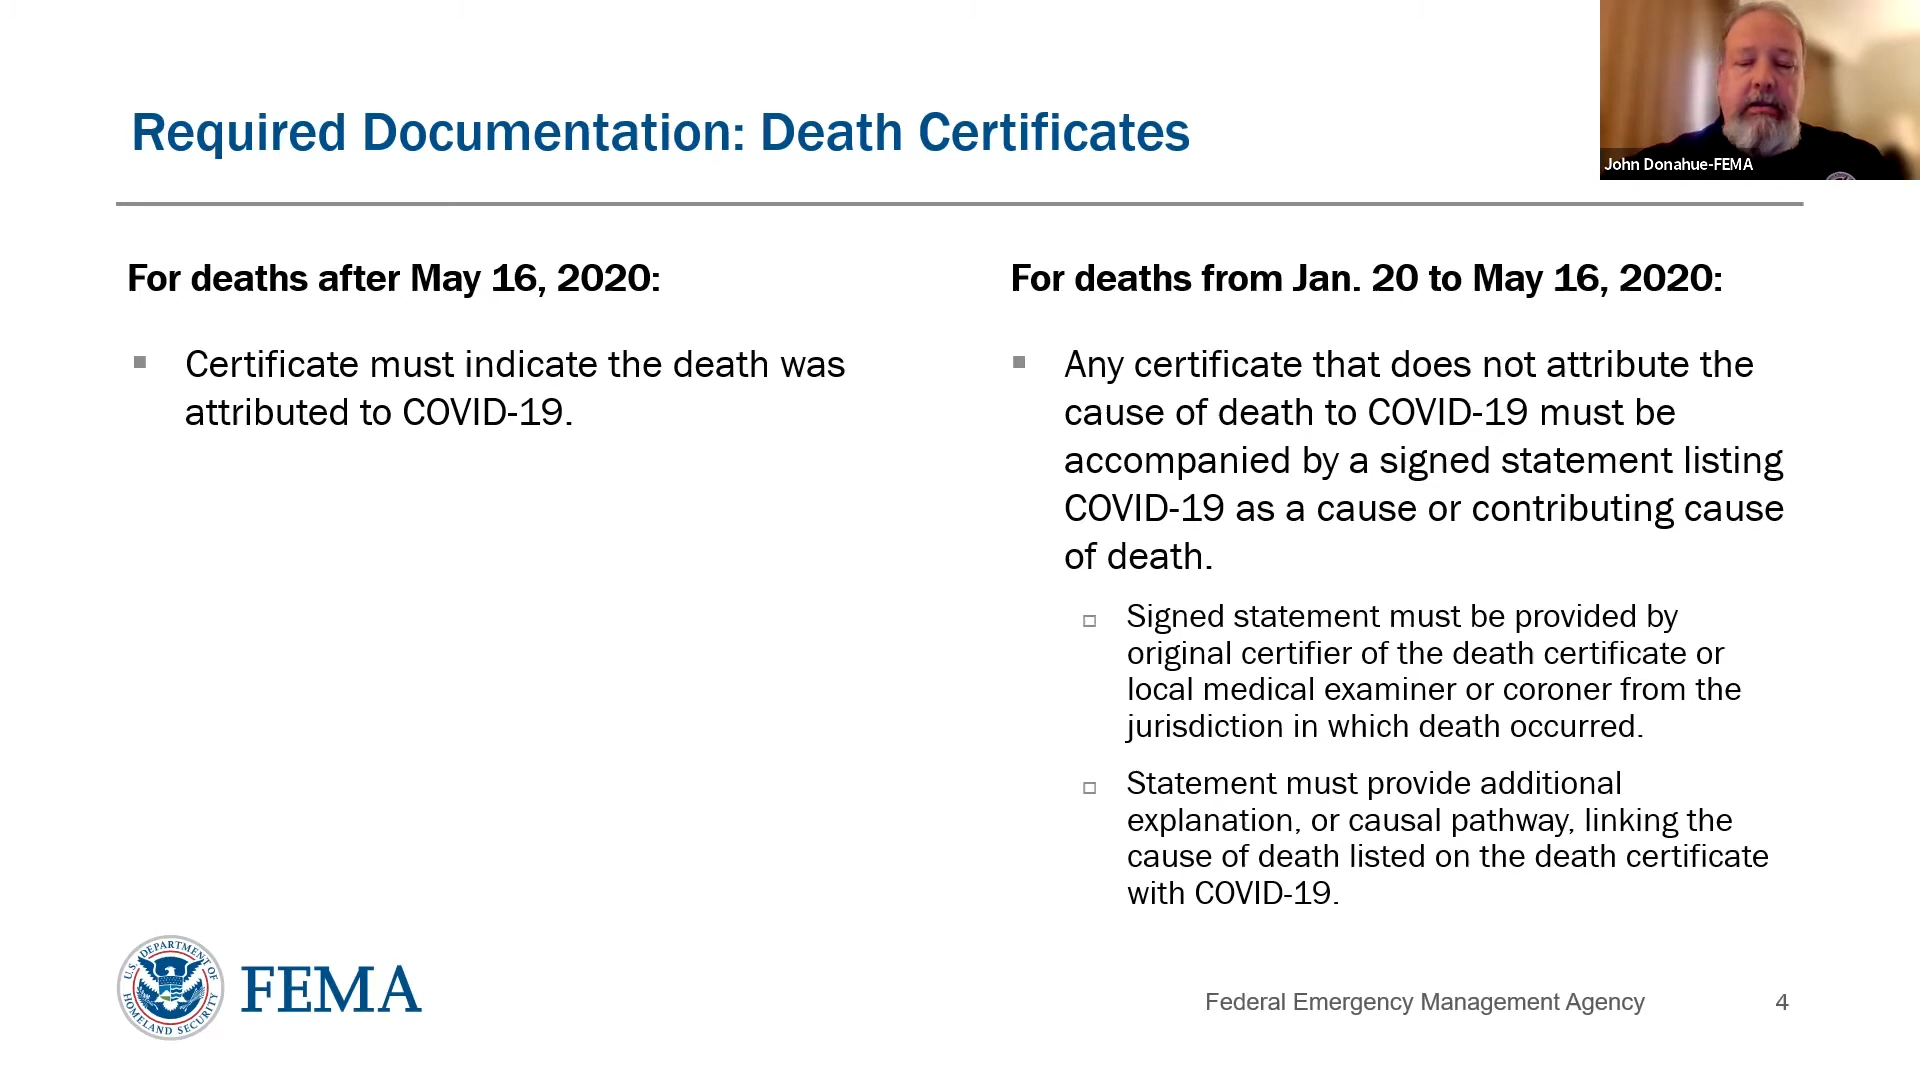 Required Documentation: Death Certificates
John Donahue-FEMA
For deaths after May 16, 2020:
▪ Certificate must indicate the death was
attributed to COVID-19.
For deaths from Jan. 20 to May 16, 2020:
▪ Any certificate that does not attribute the
cause of death to COVID-19 must be
accompanied by a signed statement listing
COVID-19 as a cause or contributing cause
of death.
▫ Signed statement must be provided by
original certifier of the death certificate or
local medical examiner or coroner from the
jurisdiction in which death occurred.
▫ Statement must provide additional
explanation, or causal pathway, linking the
cause of death listed on the death certificate
with COVID-19.
U.S. DEPARTMENT OF
HOMELAND SECURITY
FEMA
Federal Emergency Management Agency
4